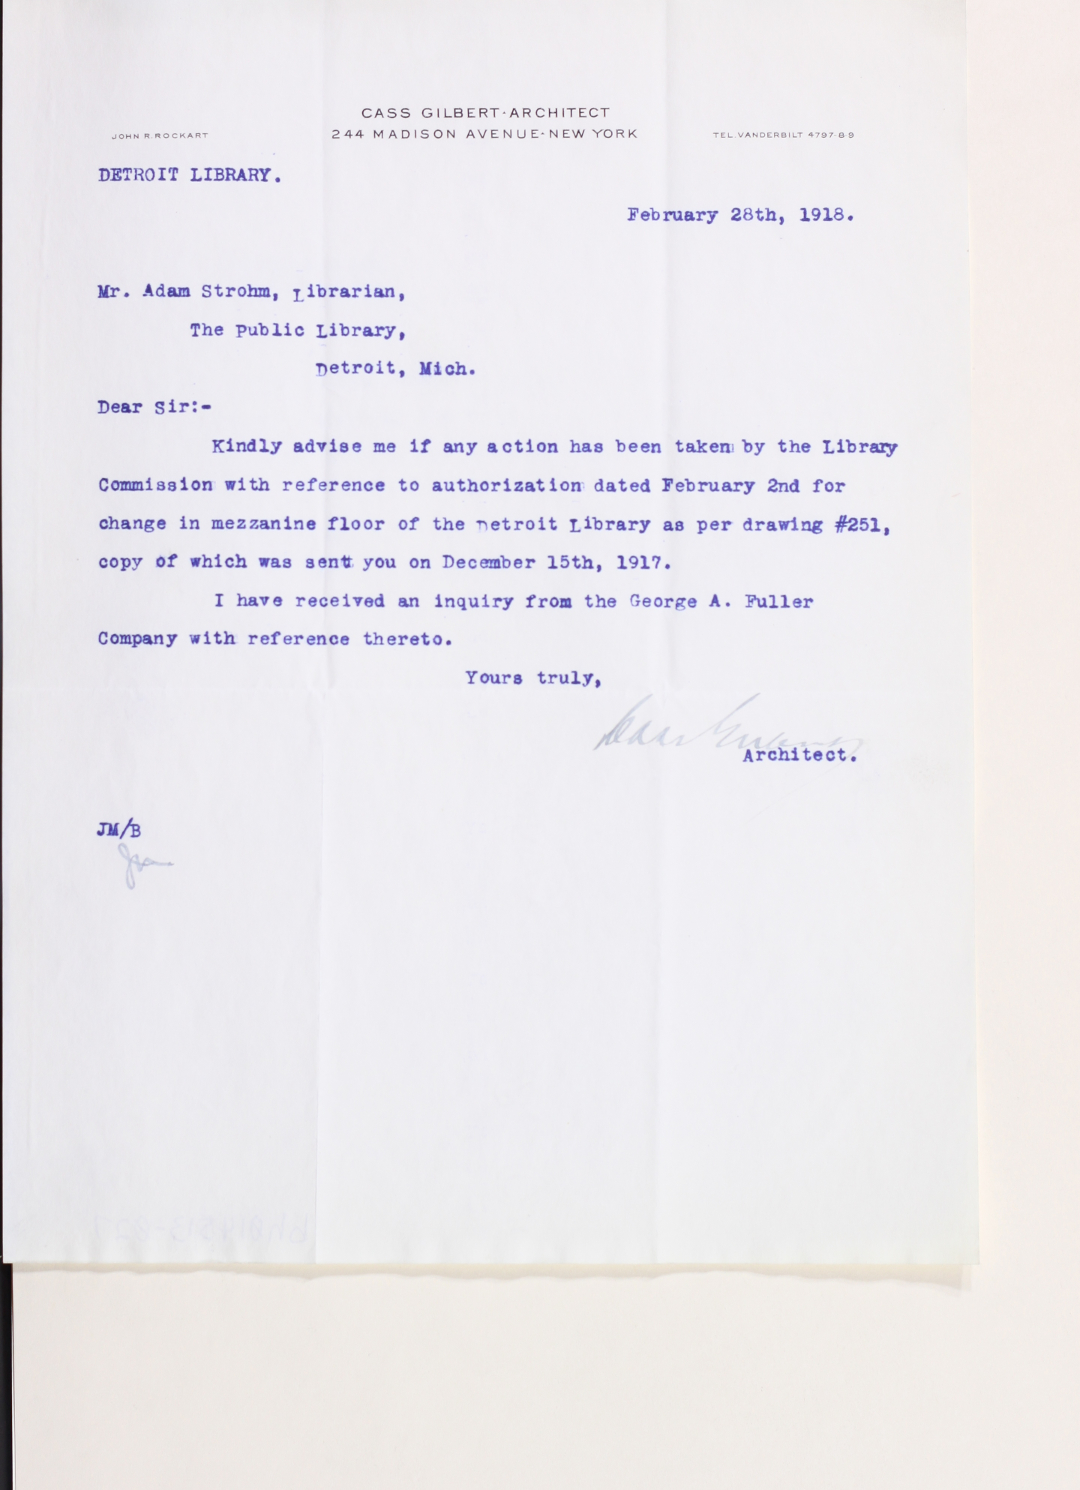 CASS GILBERT·ARCHITECT
JOHN R. ROCKART 244 MADISON AVENUE·NEW YORK TEL. VANDERBILT 4797-8-9
DETROIT LIBRARY.
February 28th, 1918.
Mr. Adam Strohm, Librarian,
The Public Library,
Detroit, Mich.
Dear Sir:-
Kindly advise me if any action has been taken by the Library
Commission with reference to authorization dated February 2nd for
change in mezzanine floor of the Detroit Library as per drawing #251,
copy of which was sent you on December 15th, 1917.
I have received an inquiry from the George A. Fuller
Company with reference thereto.
Yours truly,
Cass Gilbert
Architect.
JM/B